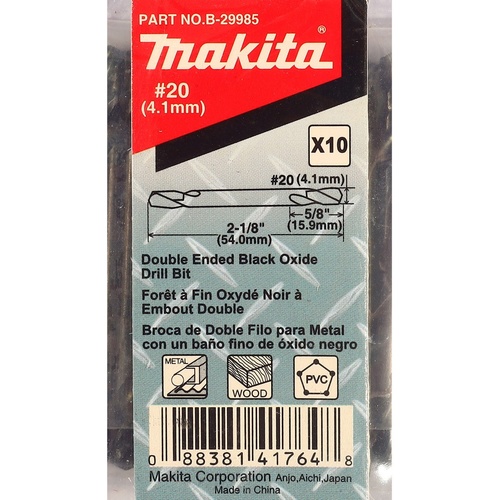 PART NO.B-29985
makita®
#20
(4.1mm)
X10
#20 (4.1mm)
5/8"
(15.9mm)
2-1/8"
(54.0mm)
Double Ended Black Oxide
Drill Bit
Forêt à Fin Oxydé Noir à
Embout Double
Broca de Doble Filo para Metal
con un baño fino de óxido negro
METAL
WOOD
PVC
0 88381 41764 8
Makita Corporation Anjo,Aichi,Japan
Made in China